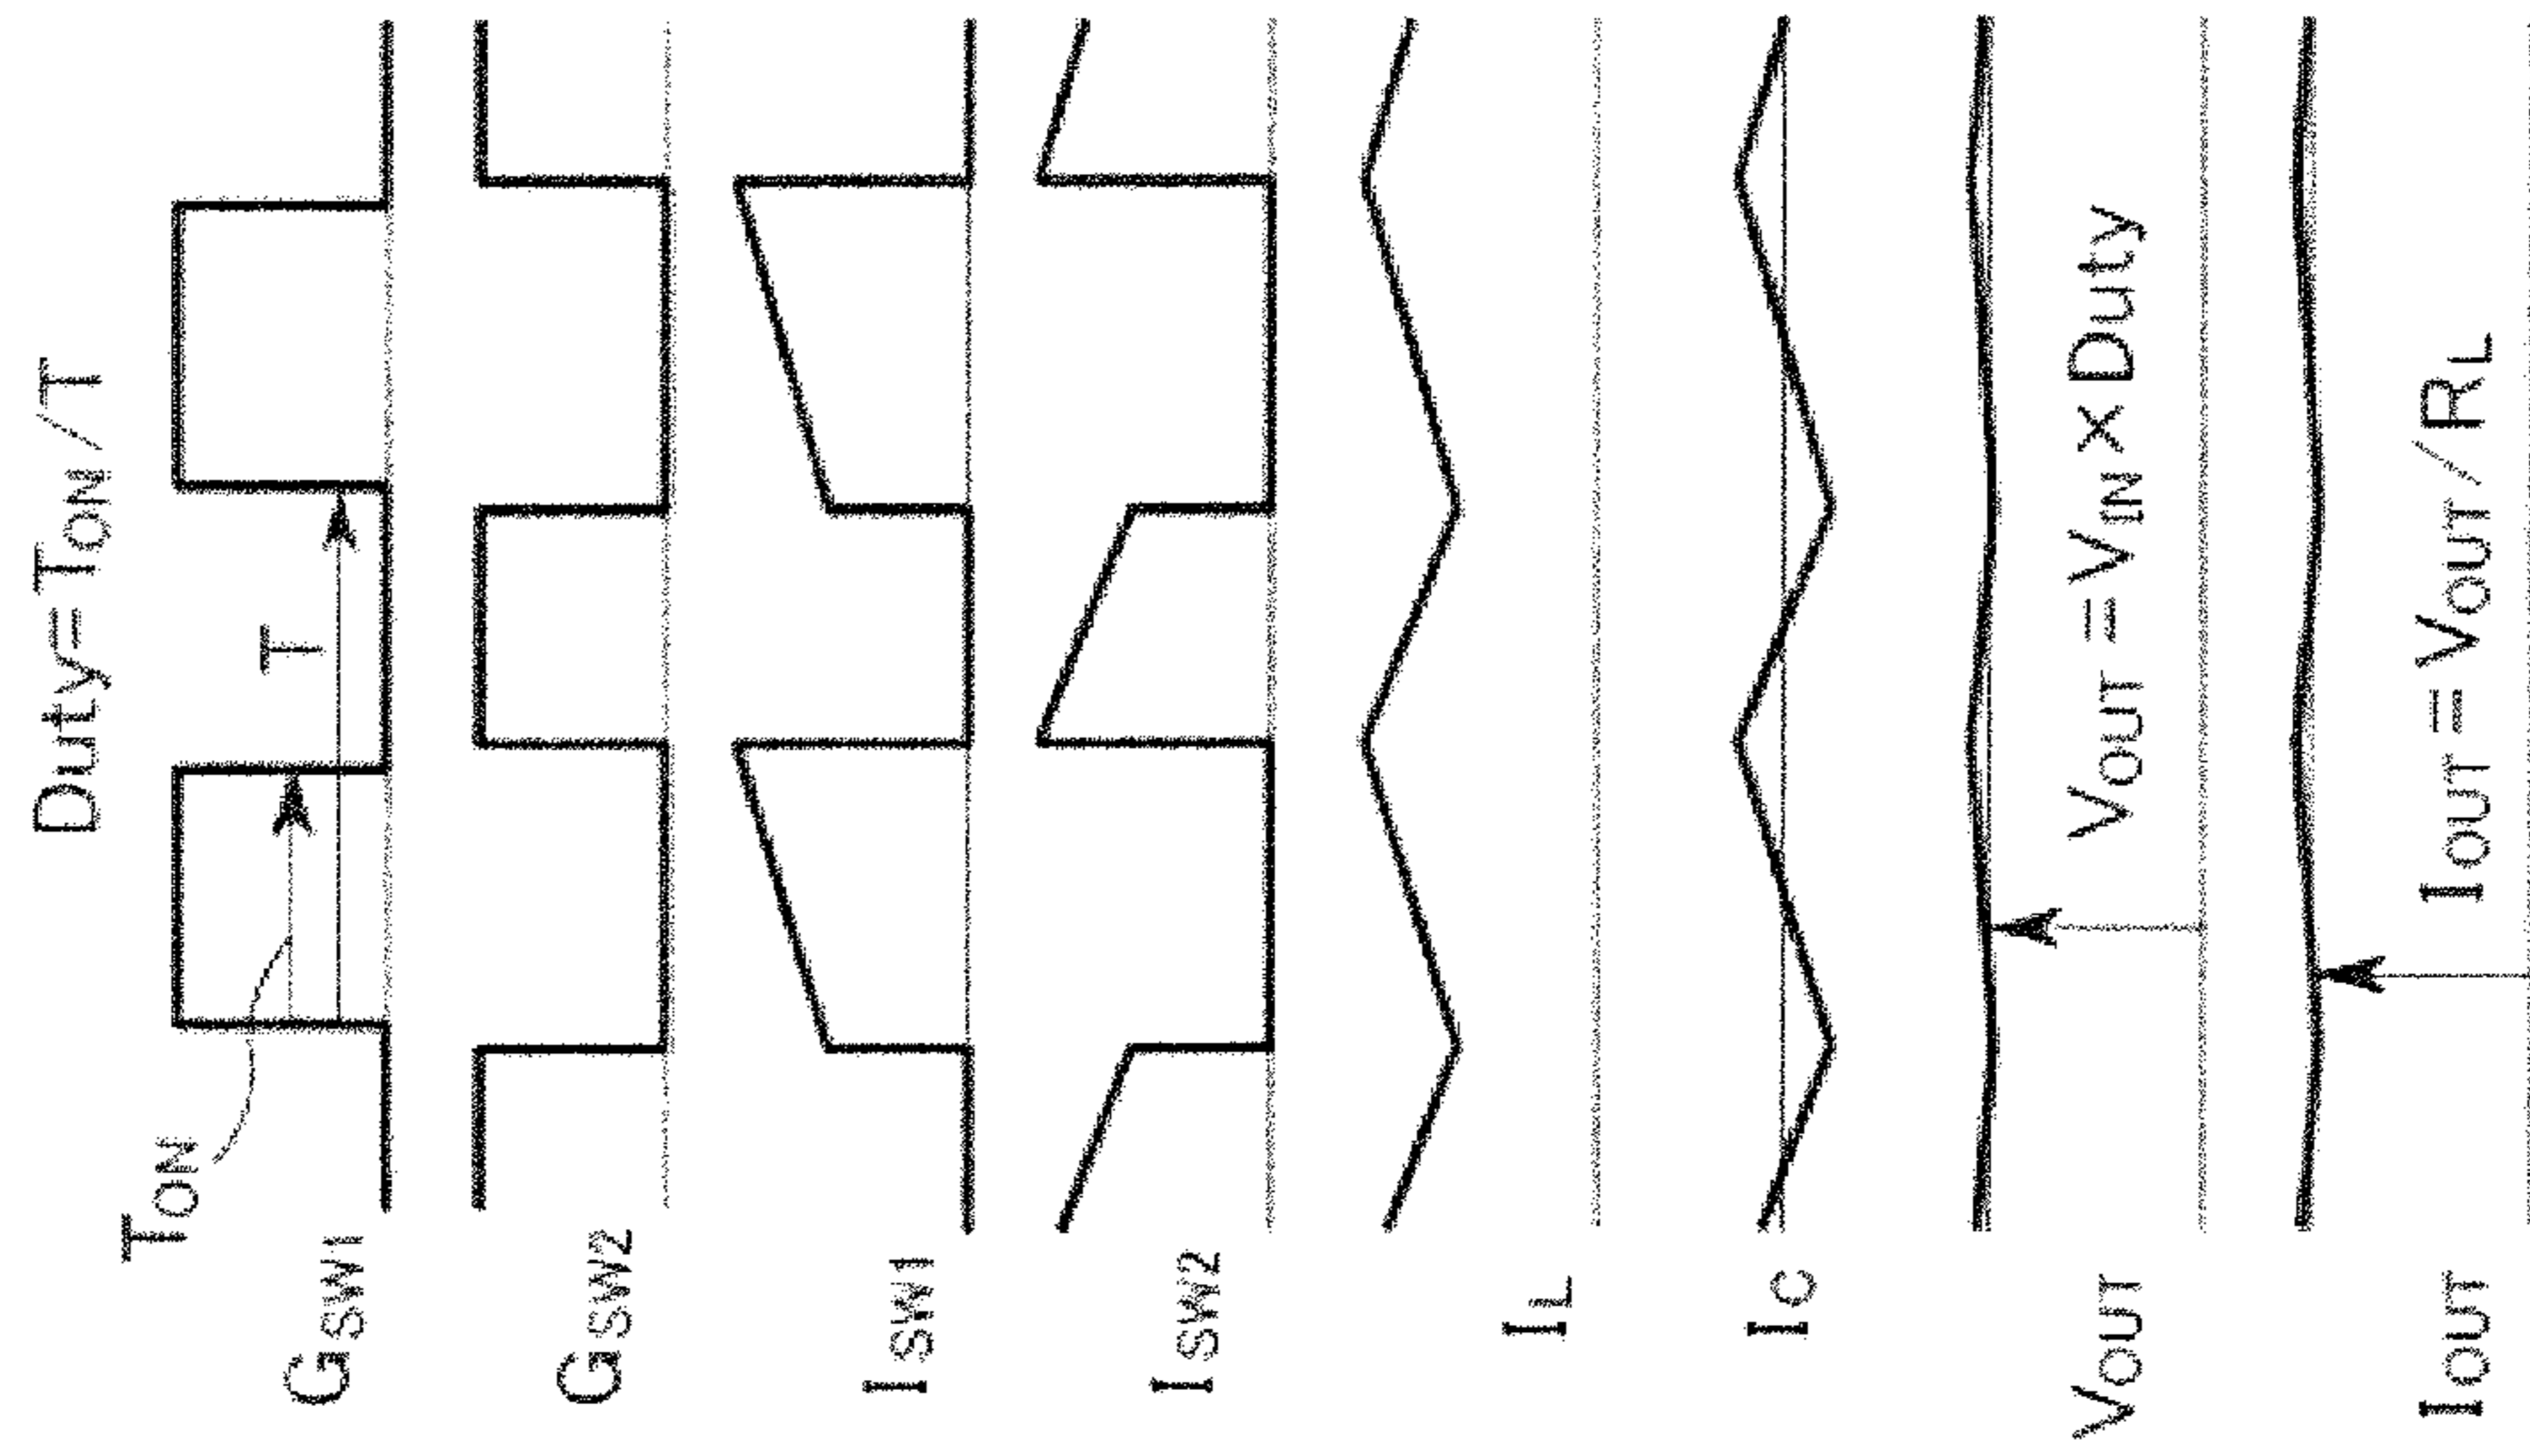 Duty=TON/T
TON
T
GSW1
GSW2
ISW1
ISW2
IL
IC
VOUT
VOUT=VIN×Duty
IOUT
IOUT=VOUT/RL